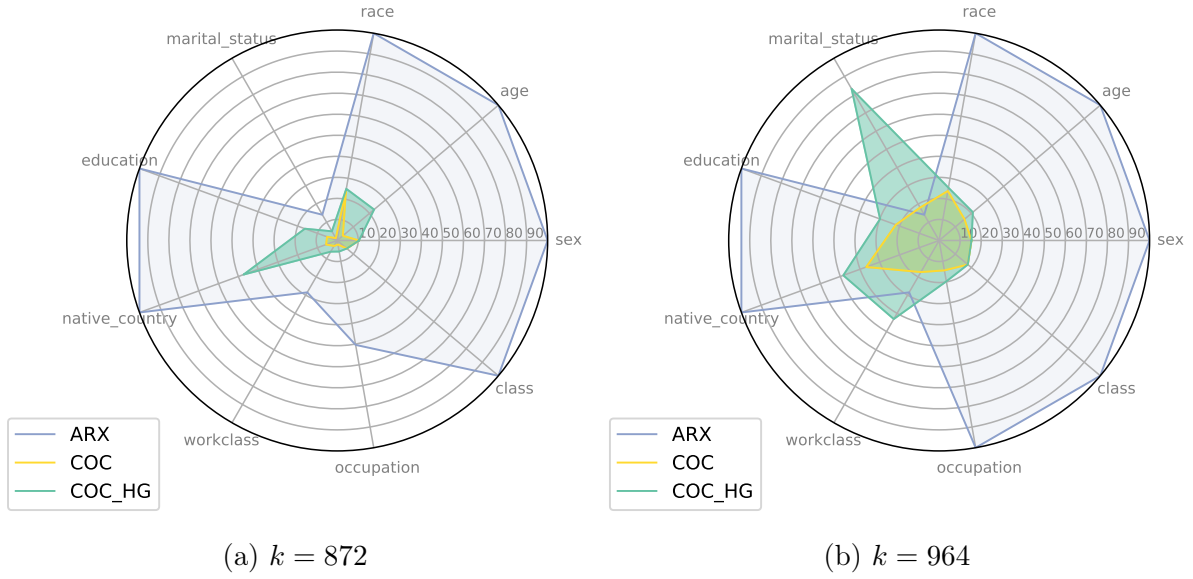 race
marital_status
age
education
10 20 30 40 50 60 70 80 90
sex
native_country
class
workclass
occupation
ARX
COC
COC_HG
(a) k = 872
race
marital_status
age
education
10 20 30 40 50 60 70 80 90
sex
native_country
class
workclass
occupation
ARX
COC
COC_HG
(b) k = 964